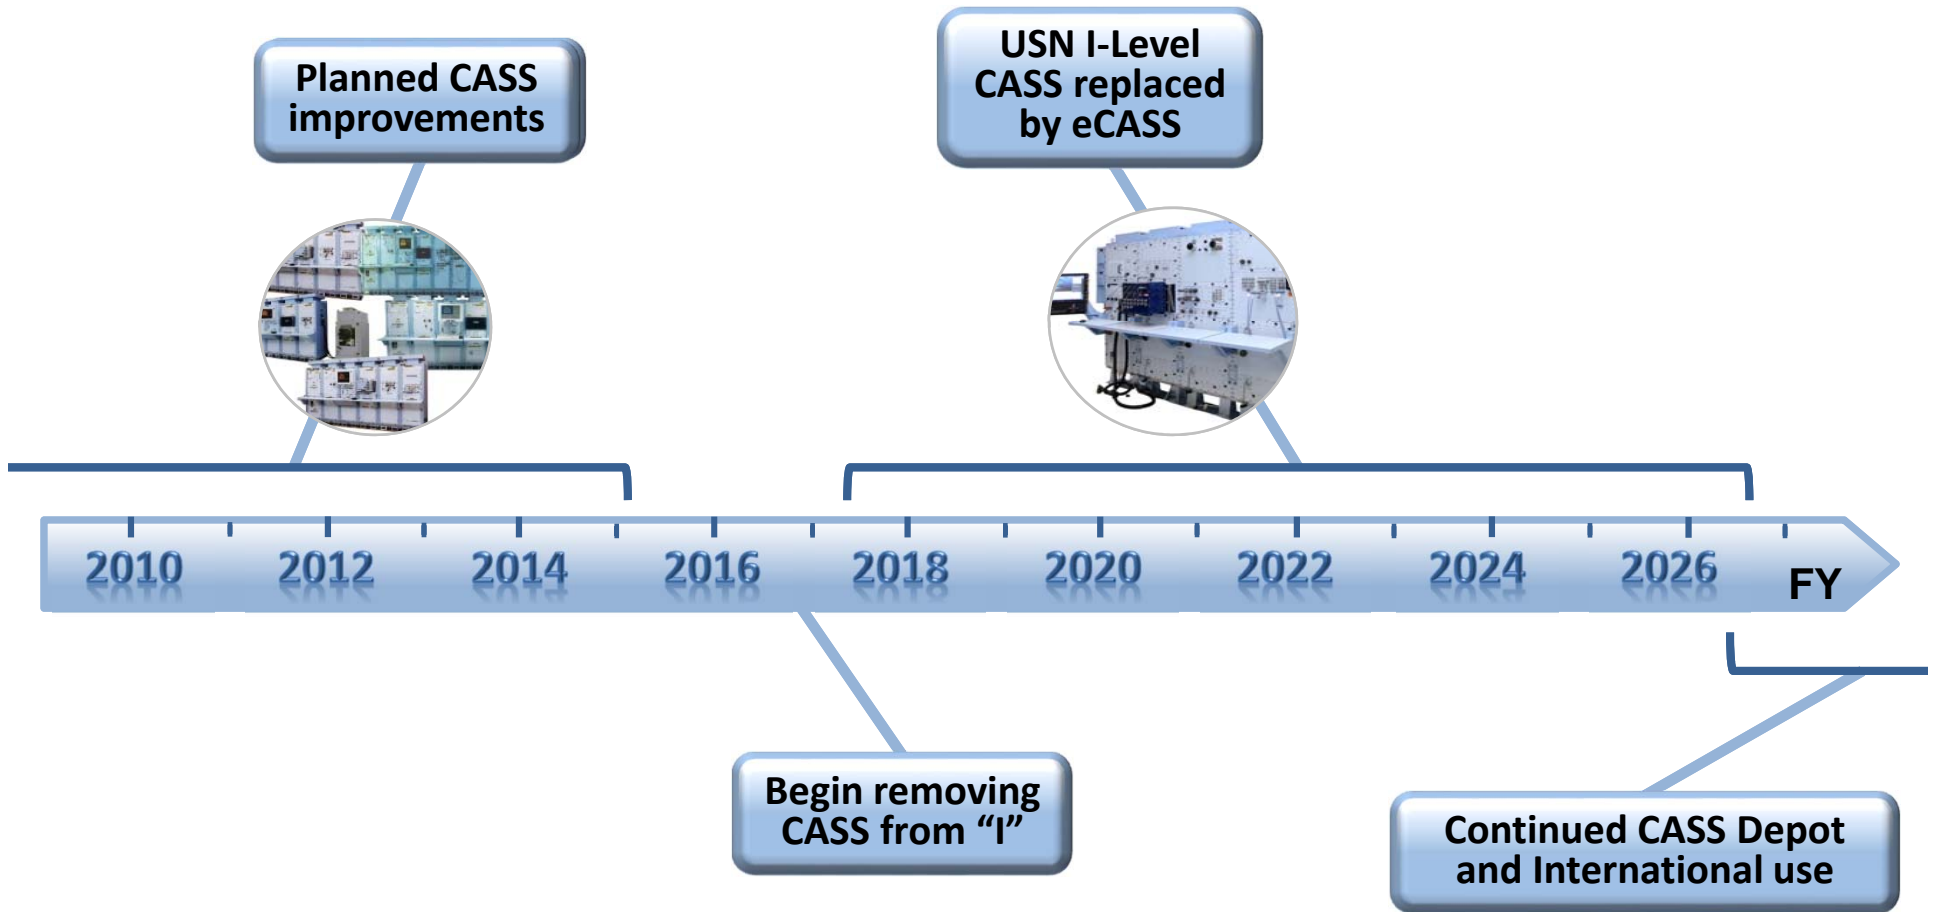 Planned CASS
improvements
USN I-Level
CASS replaced
by eCASS
2010
2012
2014
2016
2018
2020
2022
2024
2026
FY
Begin removing
CASS from “I”
Continued CASS Depot
and International use